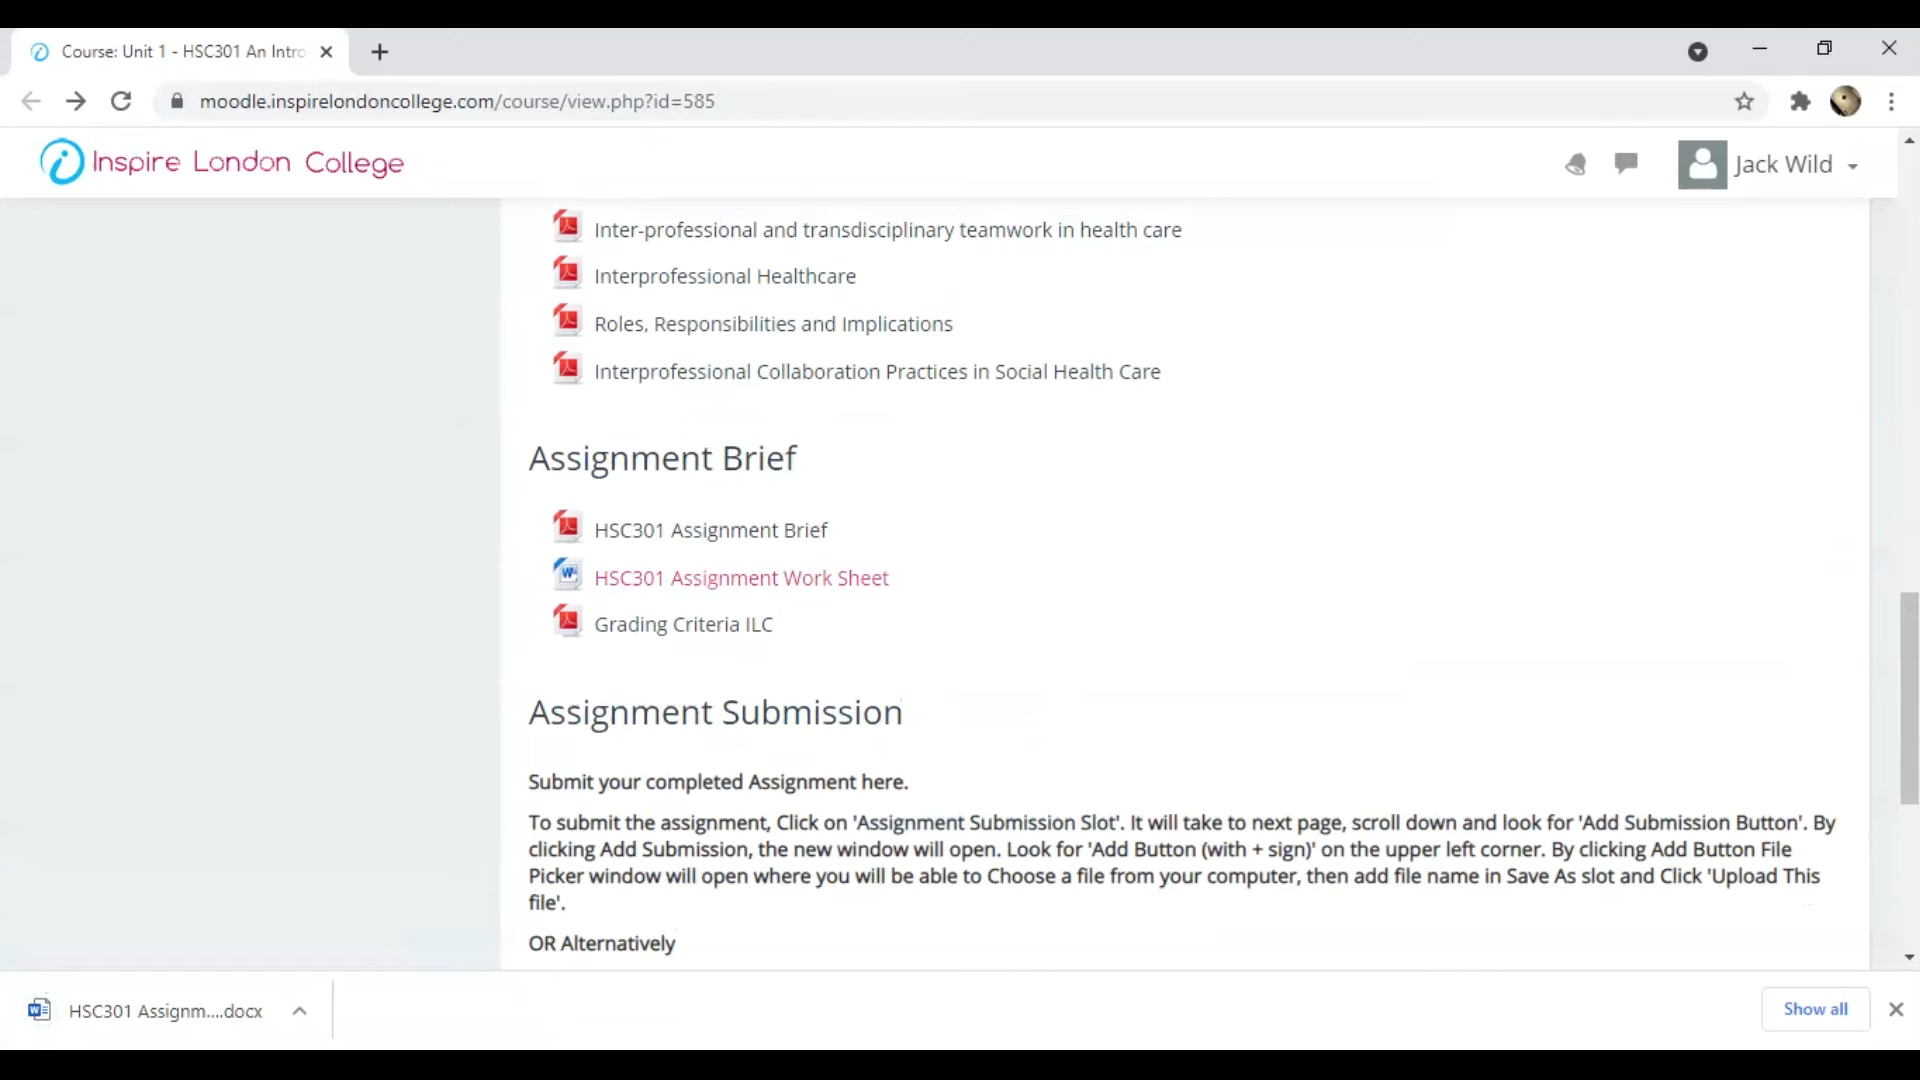 Course: Unit 1 - HSC301 An Intro
moodle.inspirelondoncollege.com/course/view.php?id=585
Inspire London College
Jack Wild
Inter-professional and transdisciplinary teamwork in health care
Interprofessional Healthcare
Roles, Responsibilities and Implications
Interprofessional Collaboration Practices in Social Health Care
Assignment Brief
HSC301 Assignment Brief
HSC301 Assignment Work Sheet
Grading Criteria ILC
Assignment Submission
Submit your completed Assignment here.
To submit the assignment, Click on 'Assignment Submission Slot'. It will take to next page, scroll down and look for 'Add Submission Button'. By
clicking Add Submission, the new window will open. Look for 'Add Button (with + sign)' on the upper left corner. By clicking Add Button File
Picker window will open where you will be able to Choose a file from your computer, then add file name in Save As slot and Click 'Upload This
file'.
OR Alternatively
HSC301 Assignm....docx
Show all